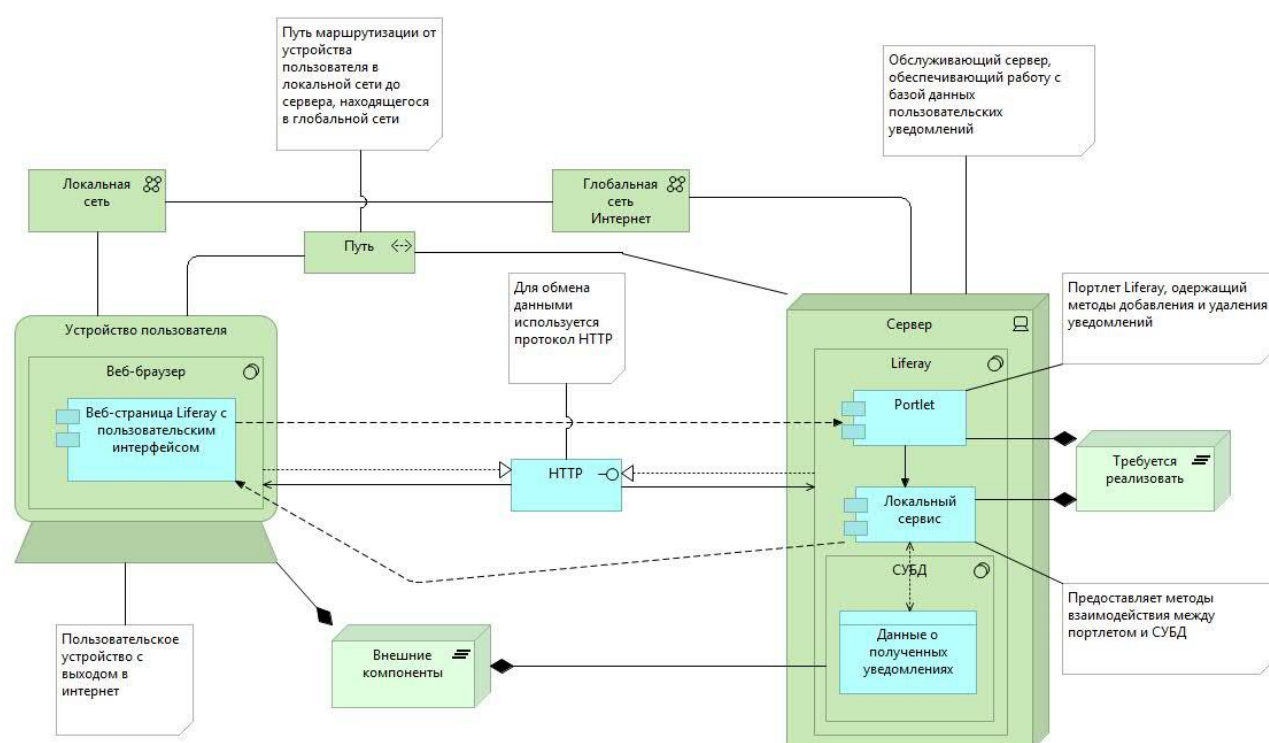 Путь маршрутизации от
устройства
пользователя в
локальной сети до
сервера, находящегося
в глобальной сети
Обслуживающий сервер,
обеспечивающий работу с
базой данных
пользовательских
уведомлений
Локальная
сеть
Глобальная
сеть
Интернет
Путь
Для обмена
данными
используется
протокол HTTP
Портлет Liferay, одержащий
методы добавления и удаления
уведомлений
Устройство пользователя
Веб-браузер
Веб-страница Liferay с
пользовательским
интерфейсом
HTTP
Сервер
Liferay
Portlet
Локальный
сервис
Требуется
реализовать
СУБД
Данные о
полученных
уведомлениях
Предоставляет методы
взаимодействия между
портлетом и СУБД
Пользовательское
устройство с
выходом в
интернет
Внешние
компоненты